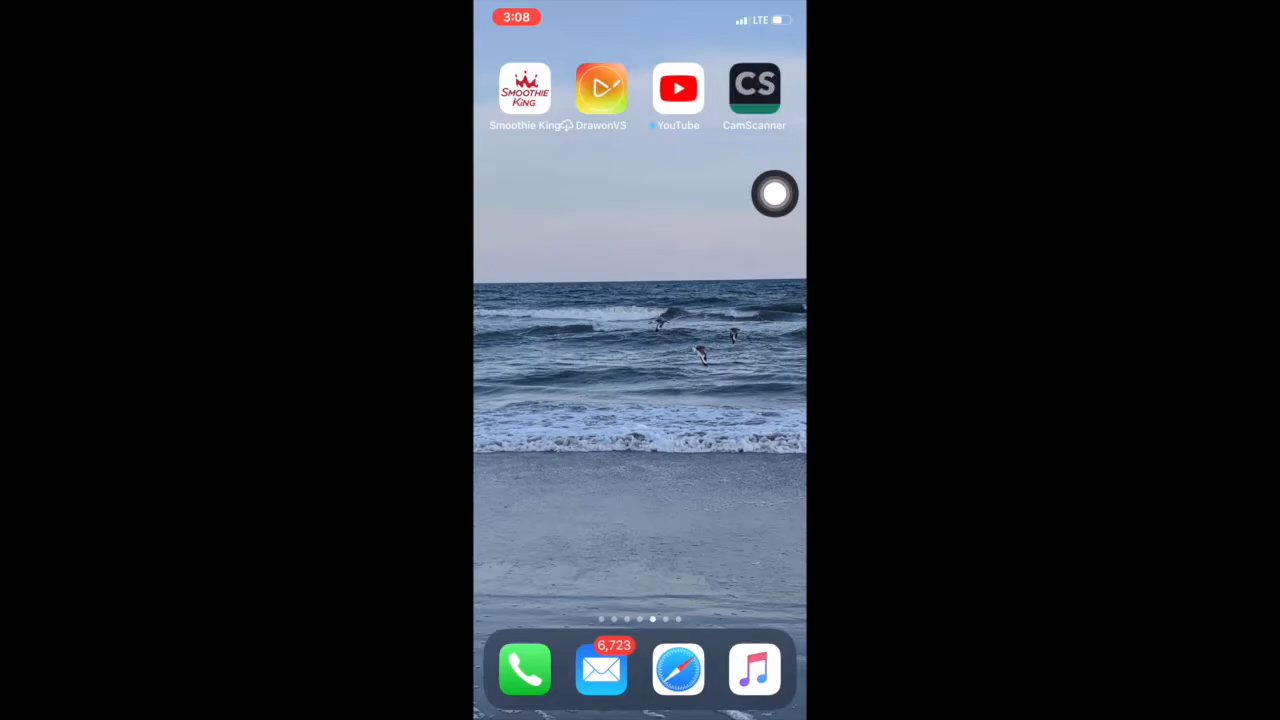 3:08
LTE
SMOOTHIE
KING
CS
Smoothie King
DrawonVS
YouTube
CamScanner
6,723